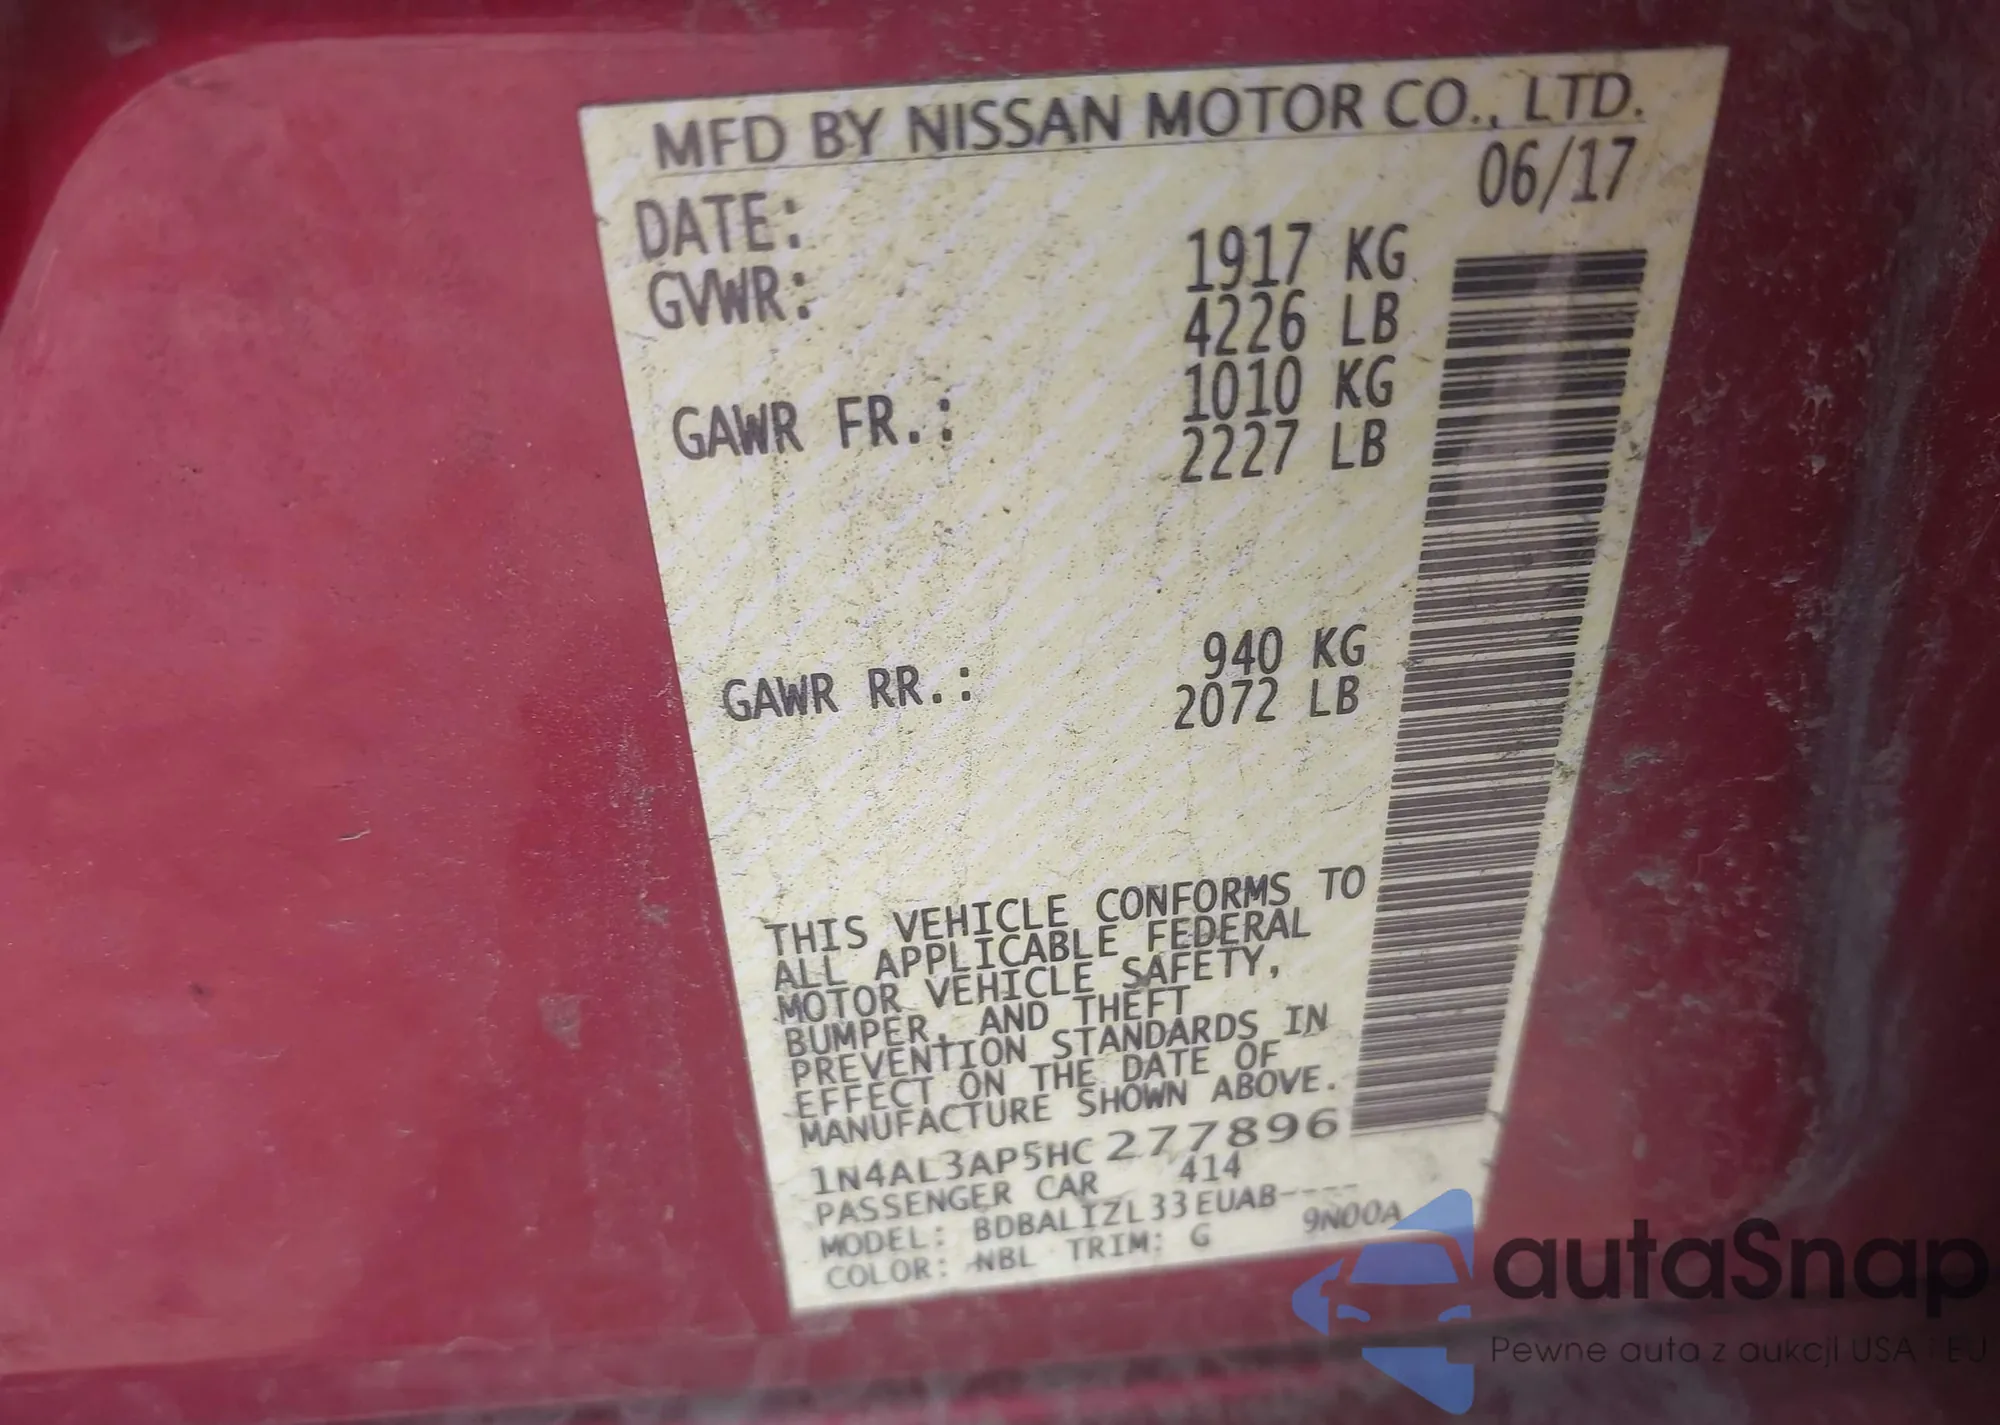 MFD BY NISSAN MOTOR CO., LTD.
DATE: 06/17
GVWR: 1917 KG
4226 LB
GAWR FR.: 1010 KG
2227 LB
GAWR RR.: 940 KG
2072 LB
THIS VEHICLE CONFORMS TO
ALL APPLICABLE FEDERAL
MOTOR VEHICLE SAFETY,
BUMPER, AND THEFT
PREVENTION STANDARDS IN
EFFECT ON THE DATE OF
MANUFACTURE SHOWN ABOVE.
1N4AL3AP5HC277896
PASSENGER CAR 414
MODEL: BDBALIZL33EUAB----
COLOR: NBL TRIM: G 9N00A
autaSnap
Pewne auta z aukcji USA i EU